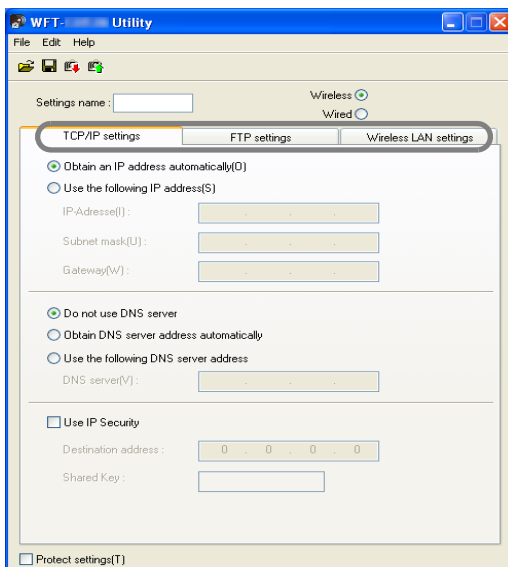 WFT- Utility
File Edit Help
Settings name :
Wireless
Wired
TCP/IP settings FTP settings Wireless LAN settings
Obtain an IP address automatically(O)
Use the following IP address(S)
IP-Adresse(I) :
Subnet mask(U) :
Gateway(W) :
Do not use DNS server
Obtain DNS server address automatically
Use the following DNS server address
DNS server(V) :
Use IP Security
Destination address : 0 . 0 . 0 . 0
Shared Key :
Protect settings(T)